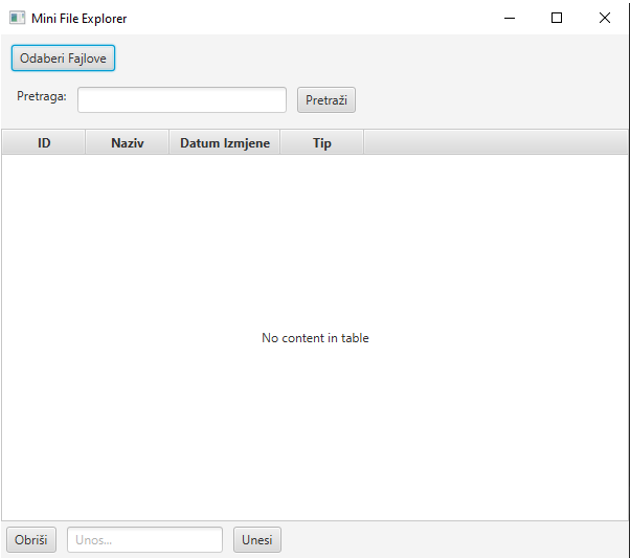 Mini File Explorer
Odaberi Fajlove
Pretraga: Pretraži
ID Naziv Datum Izmjene Tip
No content in table
Obriši Unos... Unesi